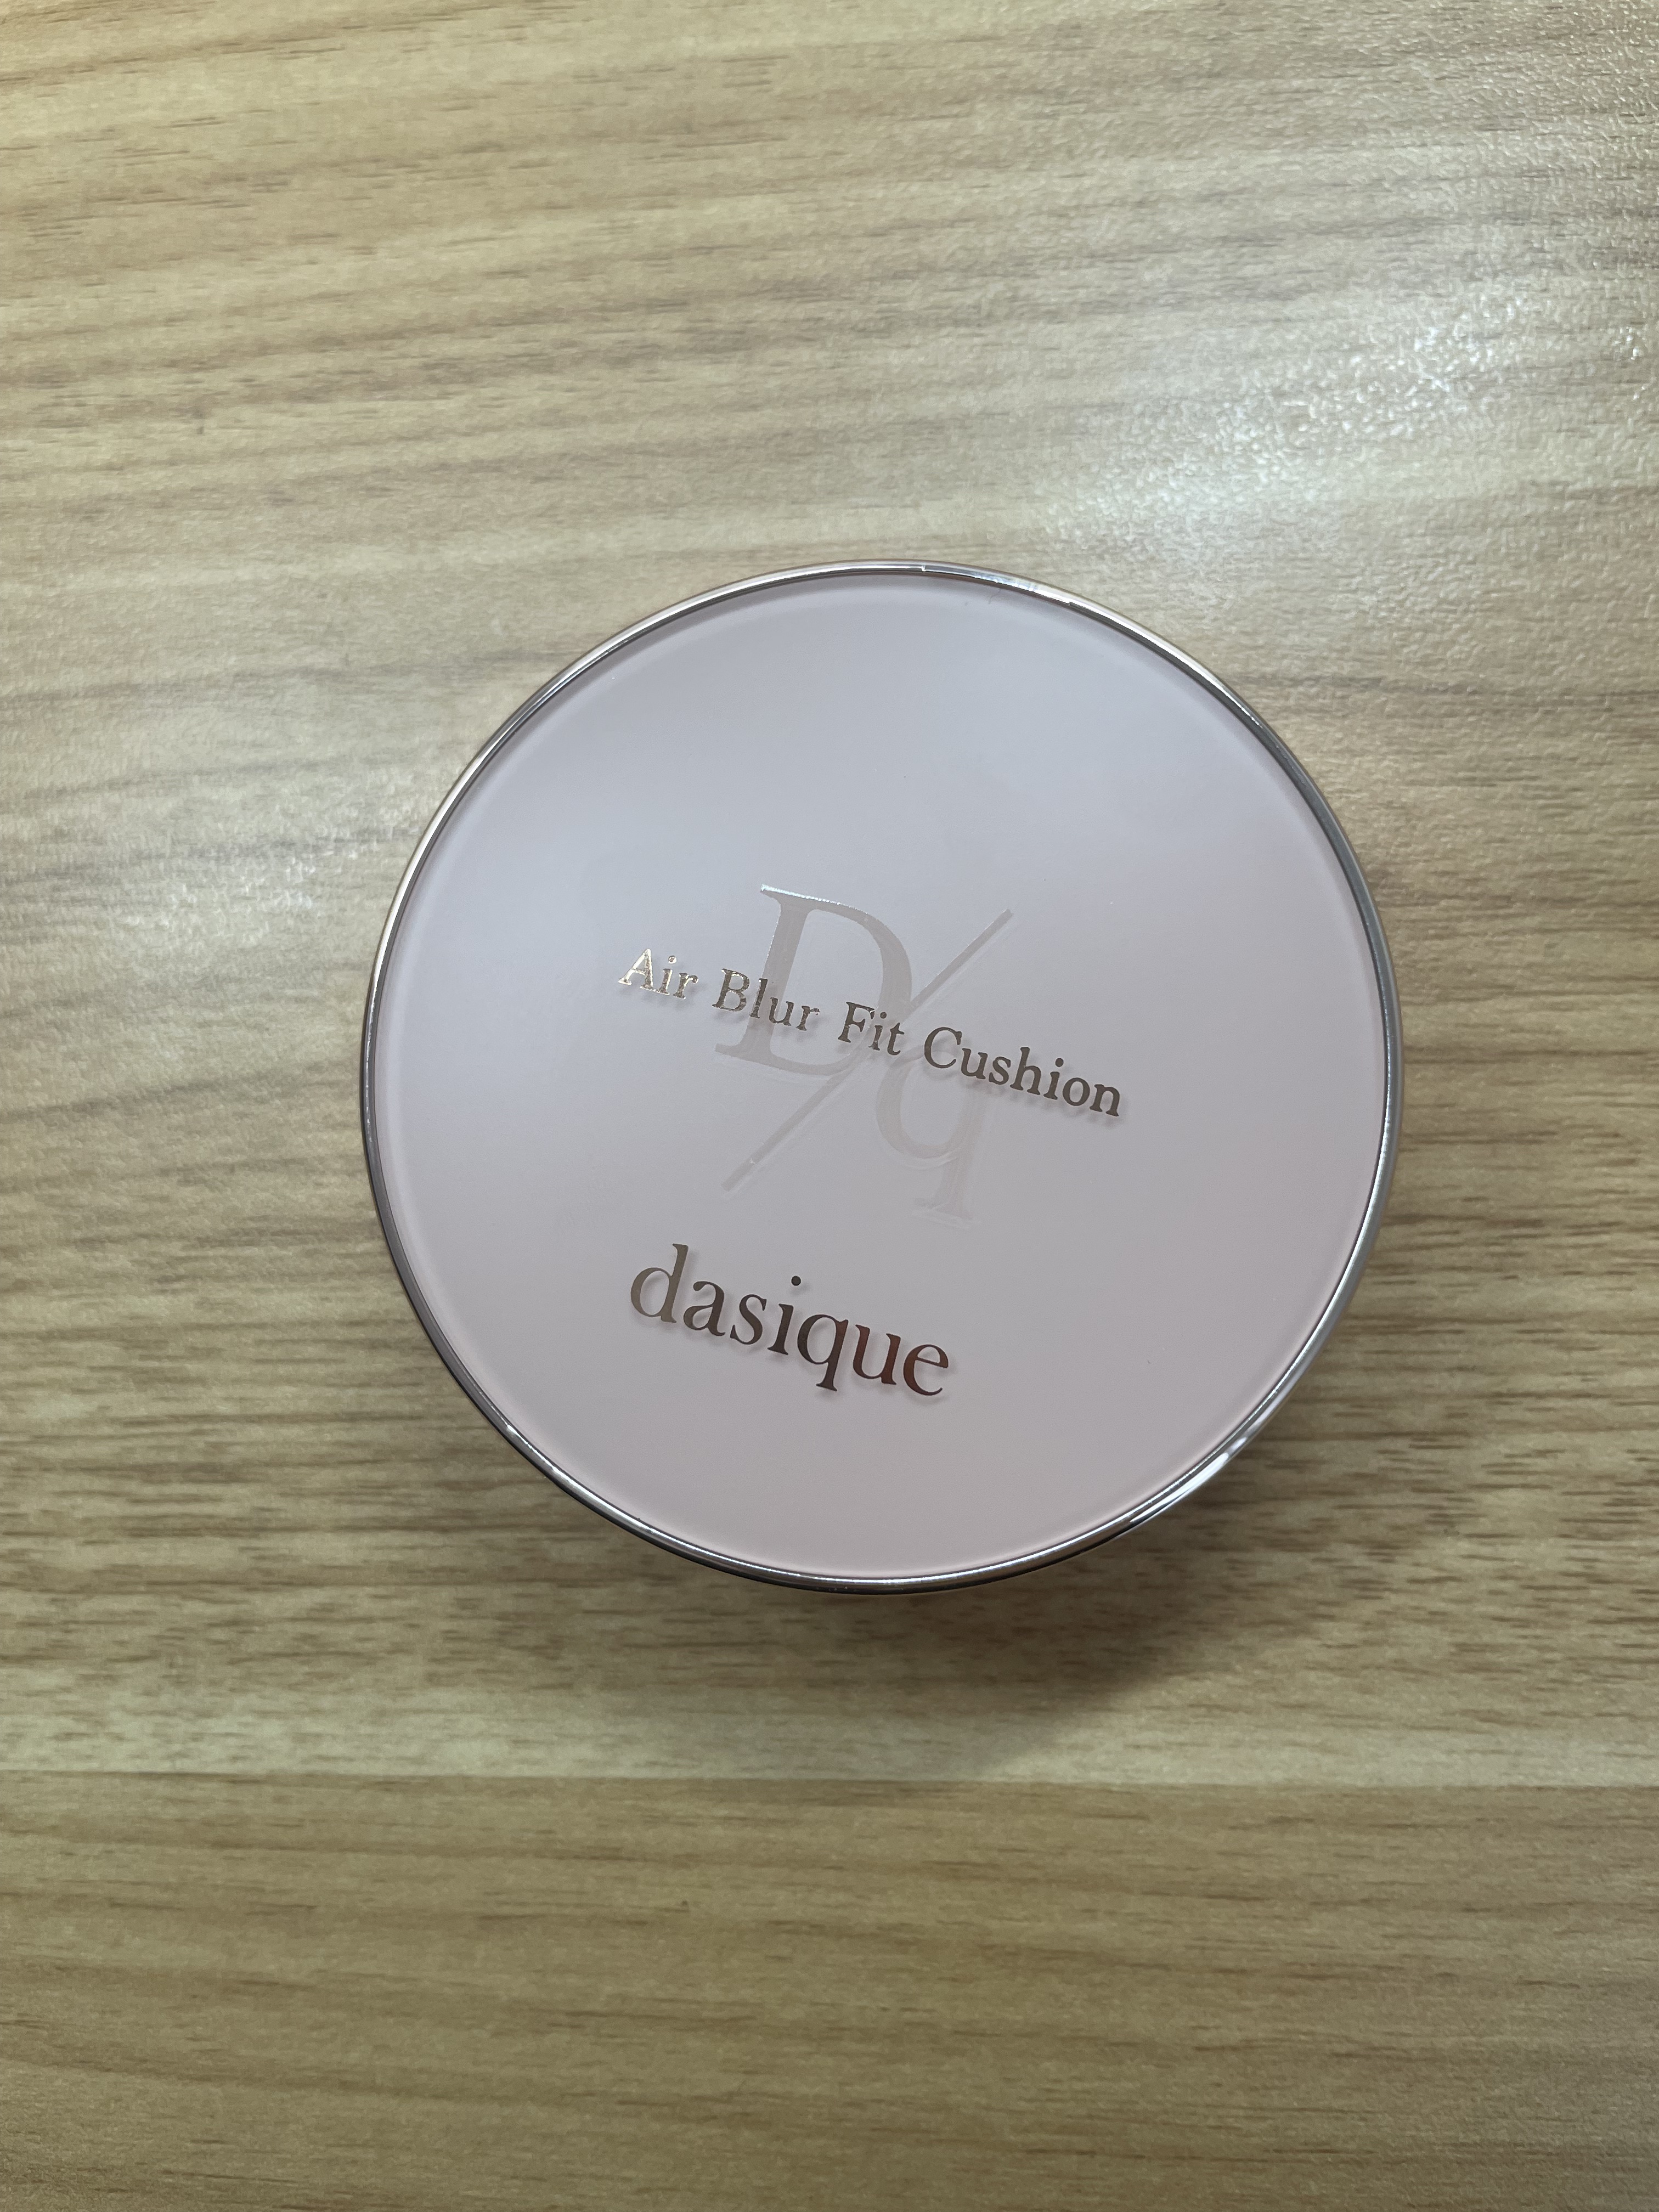 D/q
Air Blur Fit Cushion
dasique